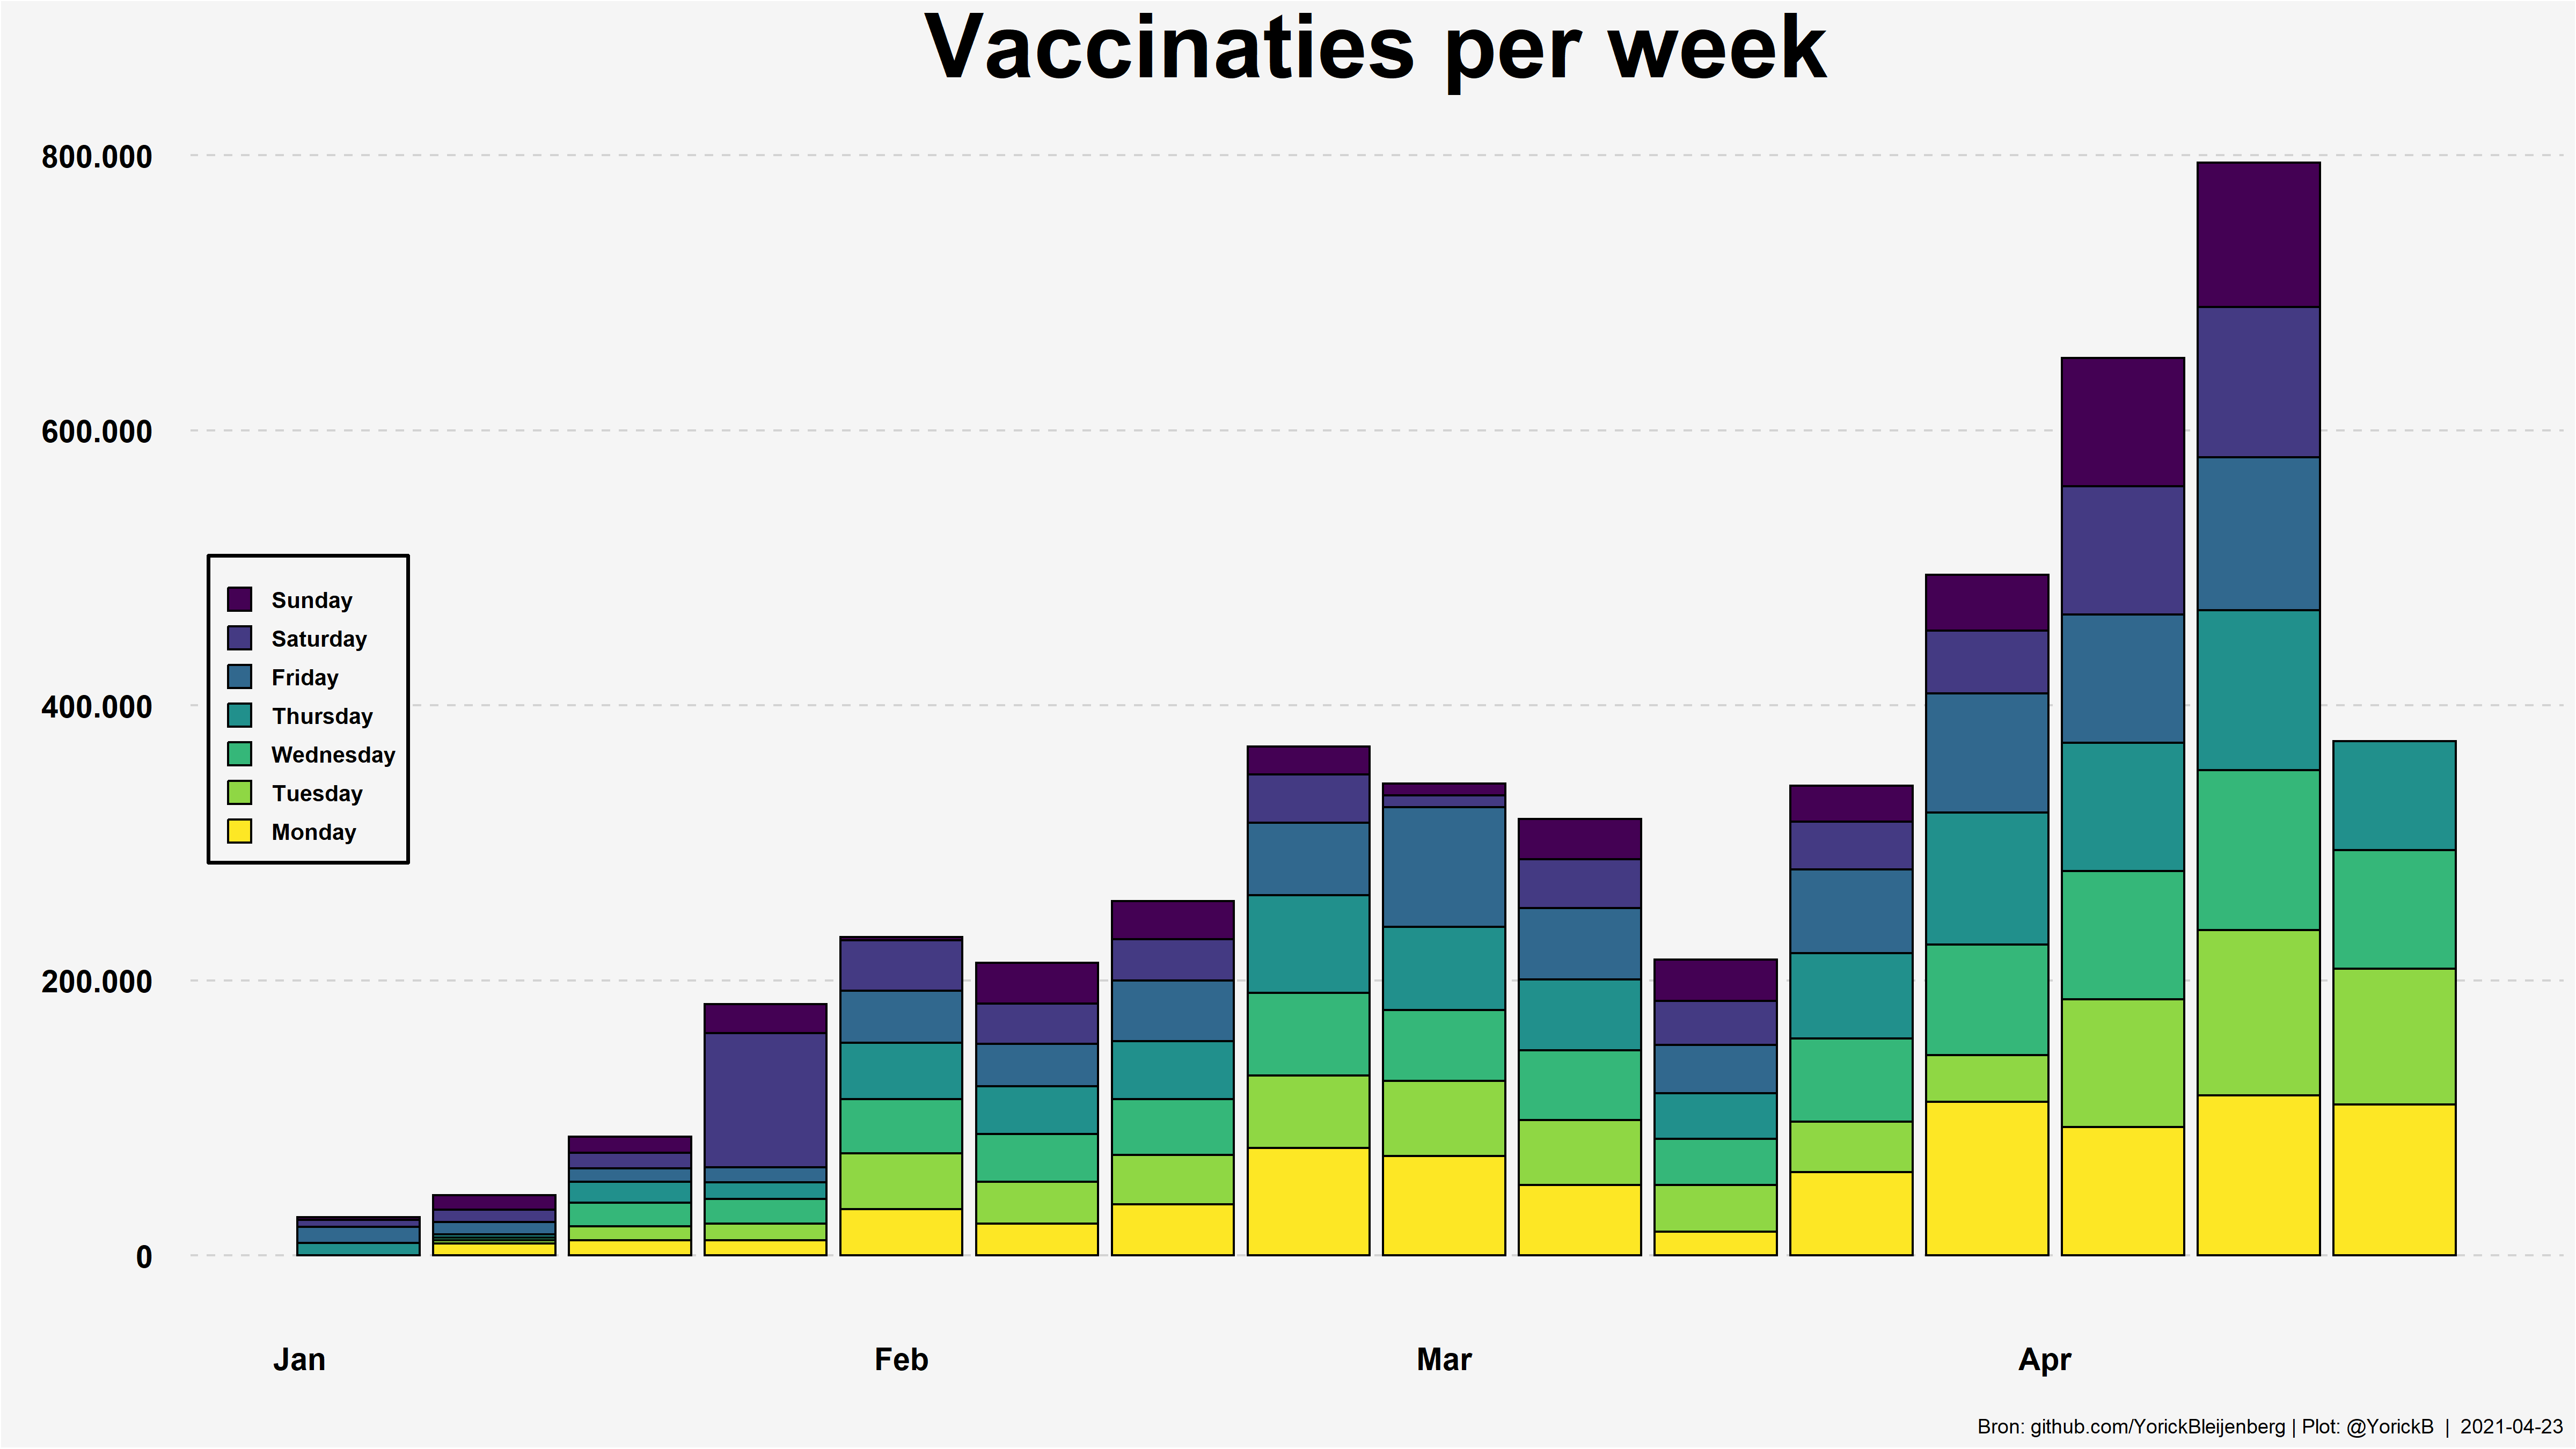 Vaccinaties per week
800.000
600.000
400.000
200.000
0
Sunday
Saturday
Friday
Thursday
Wednesday
Tuesday
Monday
Jan Feb Mar Apr
Bron: github.com/YorickBleijenberg | Plot: @YorickB | 2021-04-23